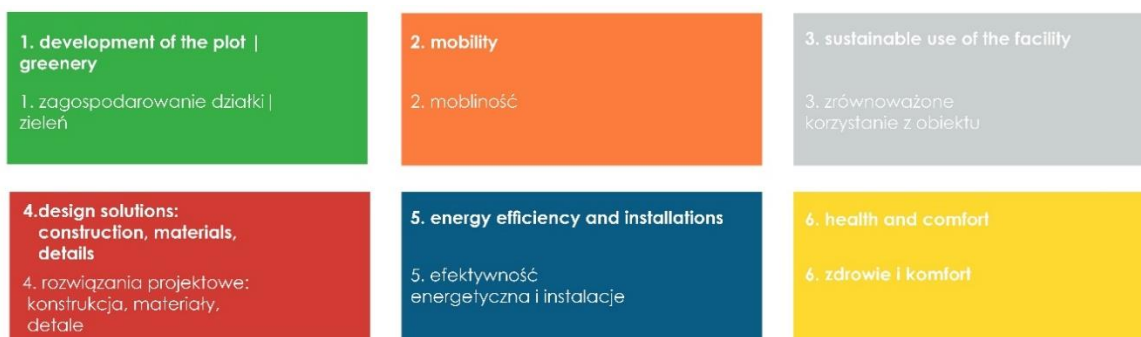 1. development of the plot |
greenery
1. zagospodarowanie działki|
zieleń
2. mobility
2. mobliność
3. sustainable use of the facility
3. zrównoważone
korzystanie z obiektu
4.design solutions:
construction, materials,
details
4. rozwiązania projektowe:
konstrukcja, materiały,
detale
5. energy efficiency and installations
5. efektywność
energetyczna i instalacje
6. health and comfort
6. zdrowie i komfort